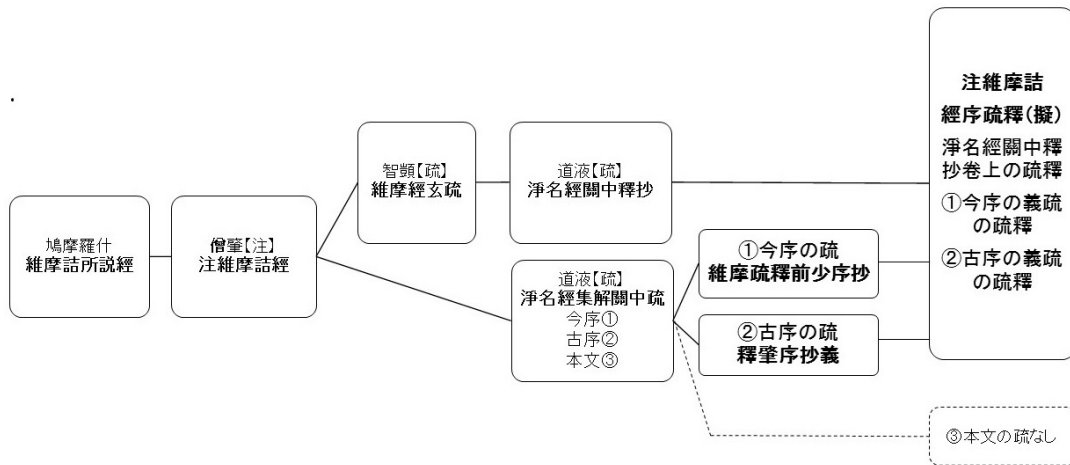 鳩摩羅什
維摩詰所説經
僧肇【注】
注維摩詰經
智顗【疏】
維摩經玄疏
道液【疏】
淨名經關中釋抄
道液【疏】
淨名經集解關中疏
今序①
古序②
本文③
①今序の疏
維摩疏釋前少序抄
②古序の疏
釋肇序抄義
注維摩詰
經序疏釋(擬)
淨名經關中釋
抄卷上の疏釋
①今序の義疏
の疏釋
②古序の義疏
の疏釋
③本文の疏なし